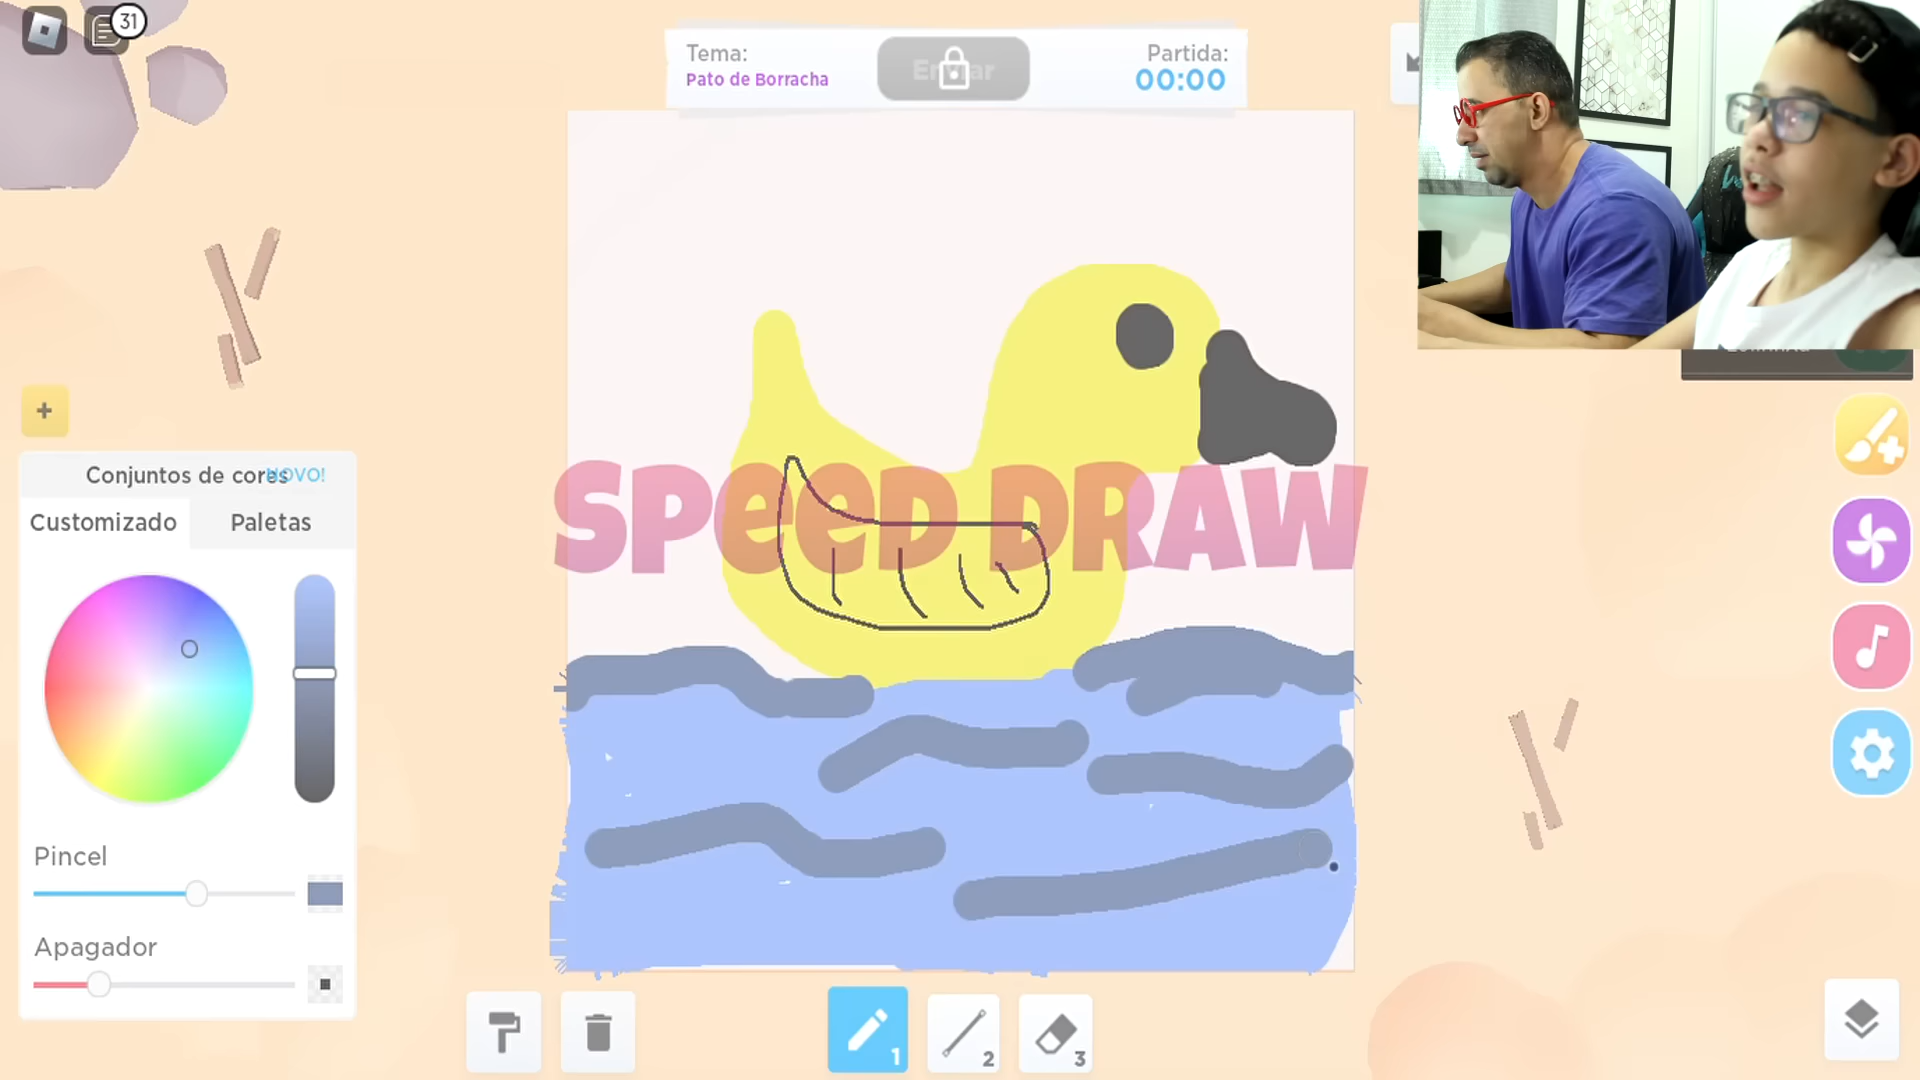 31
Tema:
Pato de Borracha
Partida:
00:00
Conjuntos de cores
NOVO!
Customizado
Paletas
SPEED DRAW
Pincel
Apagador
1
2
3